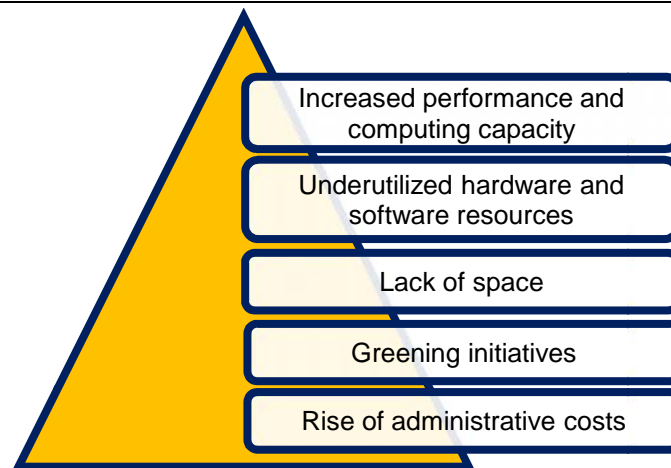 Increased performance and
computing capacity
Underutilized hardware and
software resources
Lack of space
Greening initiatives
Rise of administrative costs